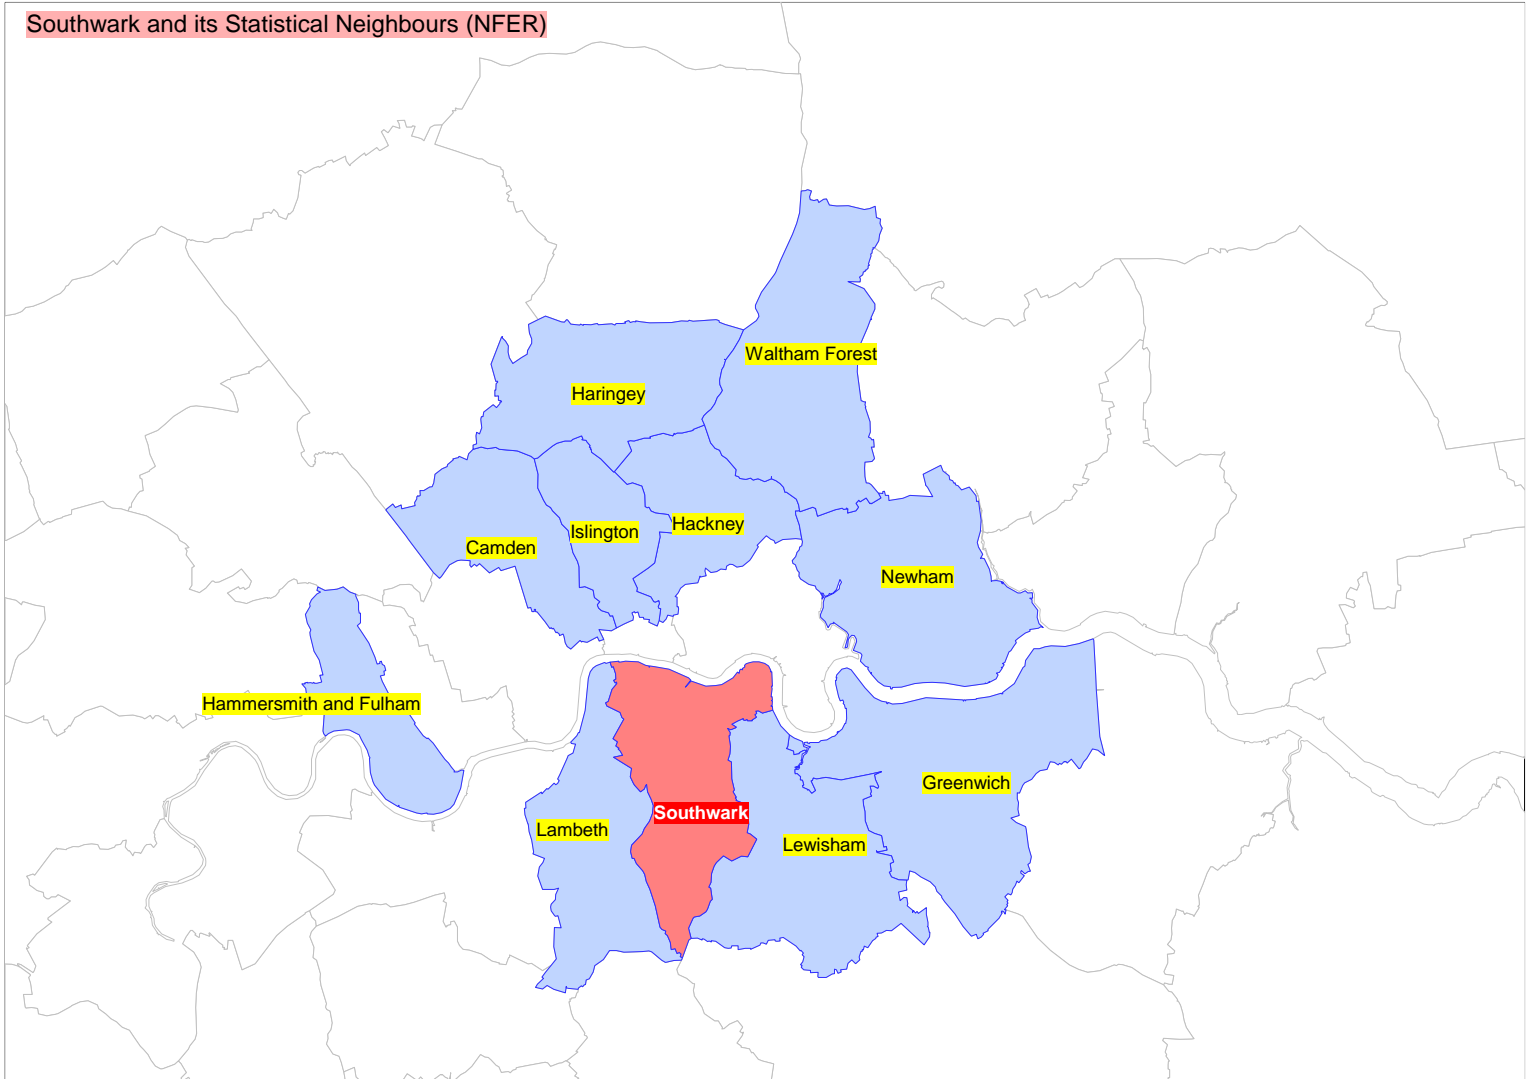 Southwark and its Statistical Neighbours (NFER)
Waltham Forest
Haringey
Hackney
Islington
Camden
Newham
Hammersmith and Fulham
Greenwich
Southwark
Lambeth
Lewisham